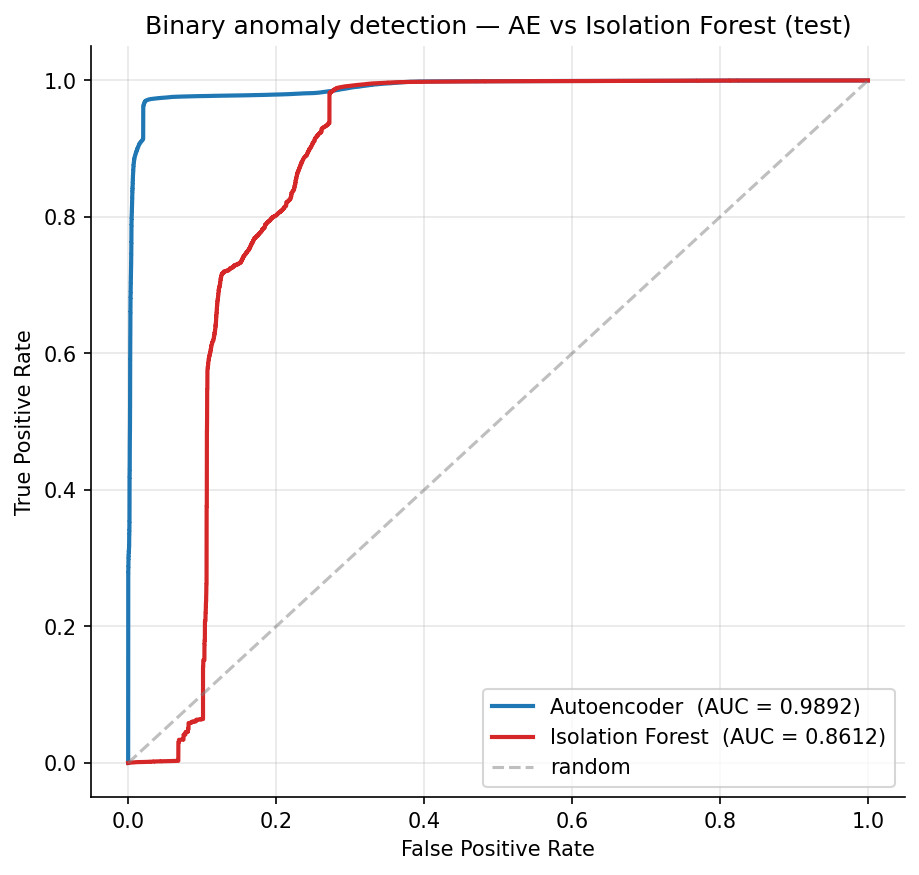 Binary anomaly detection — AE vs Isolation Forest (test)
True Positive Rate
1.0
0.8
0.6
0.4
0.2
0.0
Autoencoder (AUC = 0.9892)
Isolation Forest (AUC = 0.8612)
random
0.0 0.2 0.4 0.6 0.8 1.0
False Positive Rate